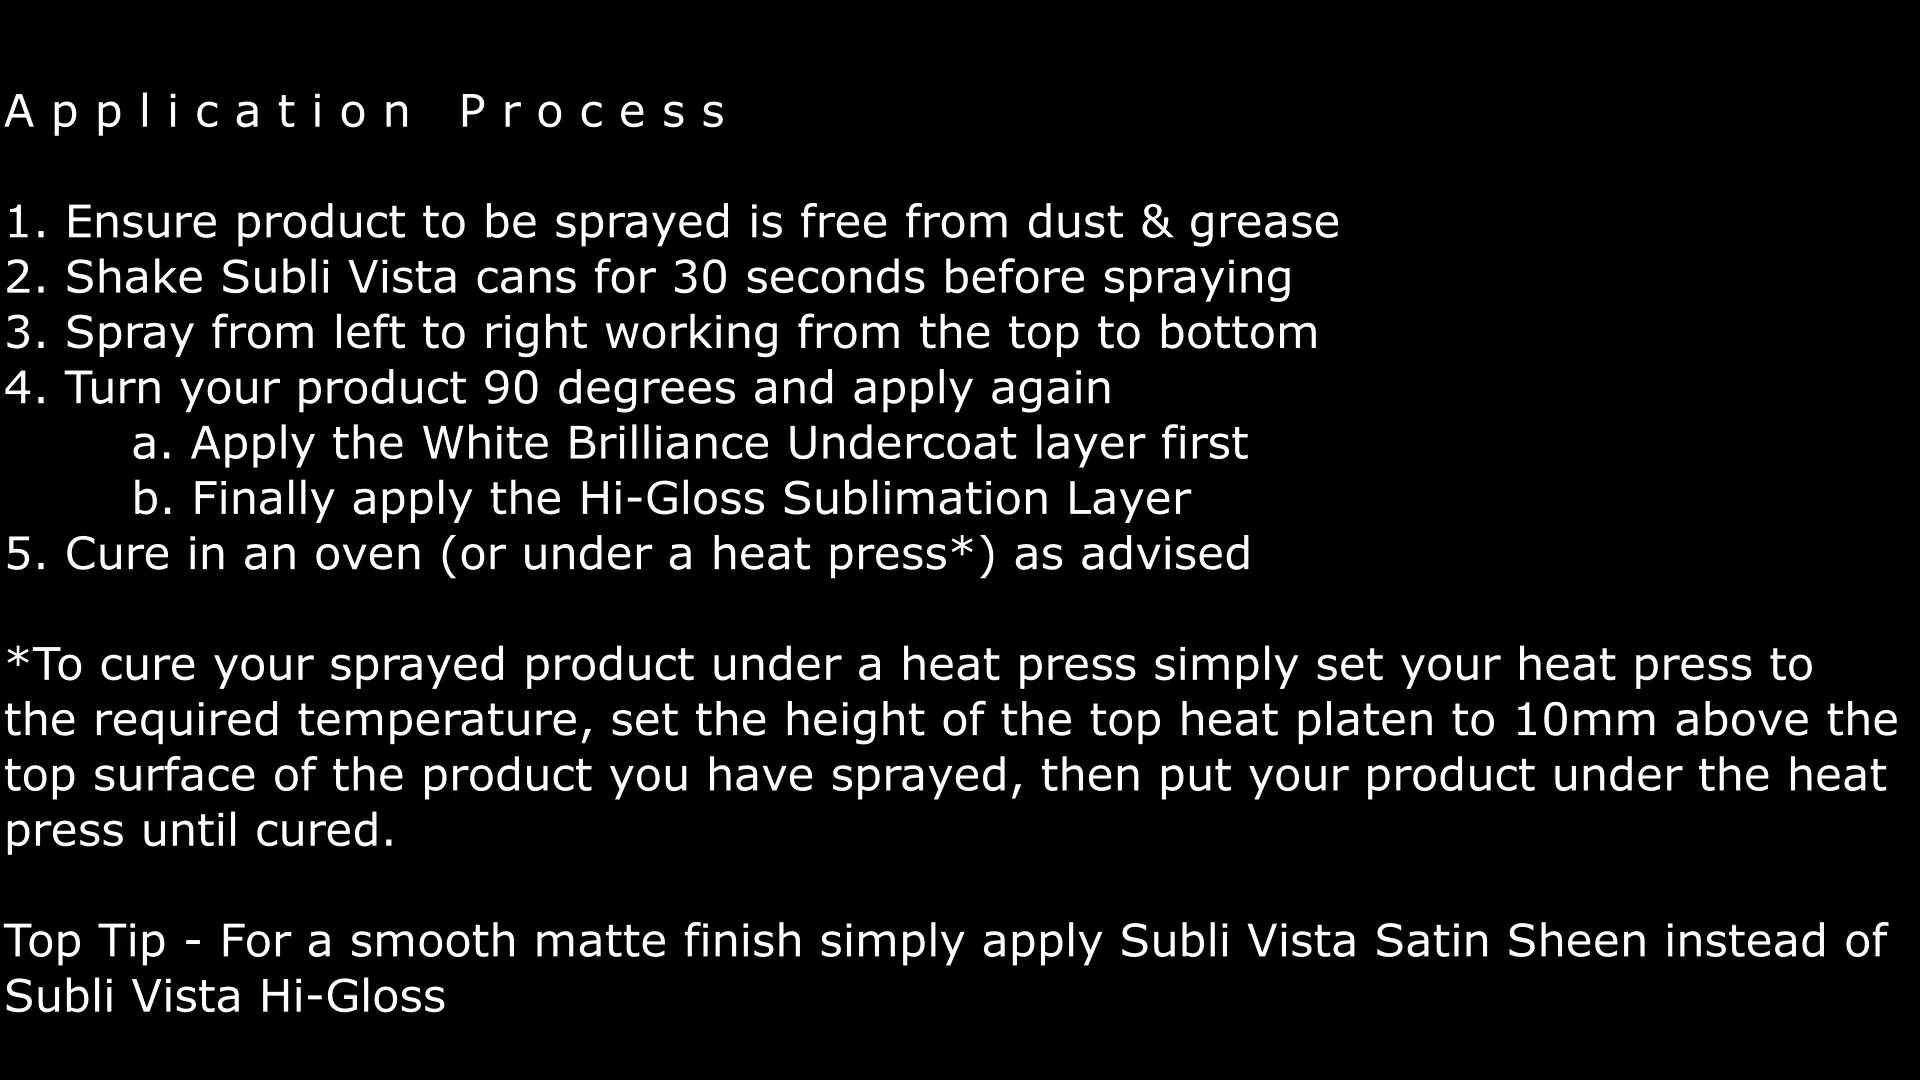 Application Process
1. Ensure product to be sprayed is free from dust & grease
2. Shake Subli Vista cans for 30 seconds before spraying
3. Spray from left to right working from the top to bottom
4. Turn your product 90 degrees and apply again
a. Apply the White Brilliance Undercoat layer first
b. Finally apply the Hi-Gloss Sublimation Layer
5. Cure in an oven (or under a heat press*) as advised
*To cure your sprayed product under a heat press simply set your heat press to
the required temperature, set the height of the top heat platen to 10mm above the
top surface of the product you have sprayed, then put your product under the heat
press until cured.
Top Tip - For a smooth matte finish simply apply Subli Vista Satin Sheen instead of
Subli Vista Hi-Gloss